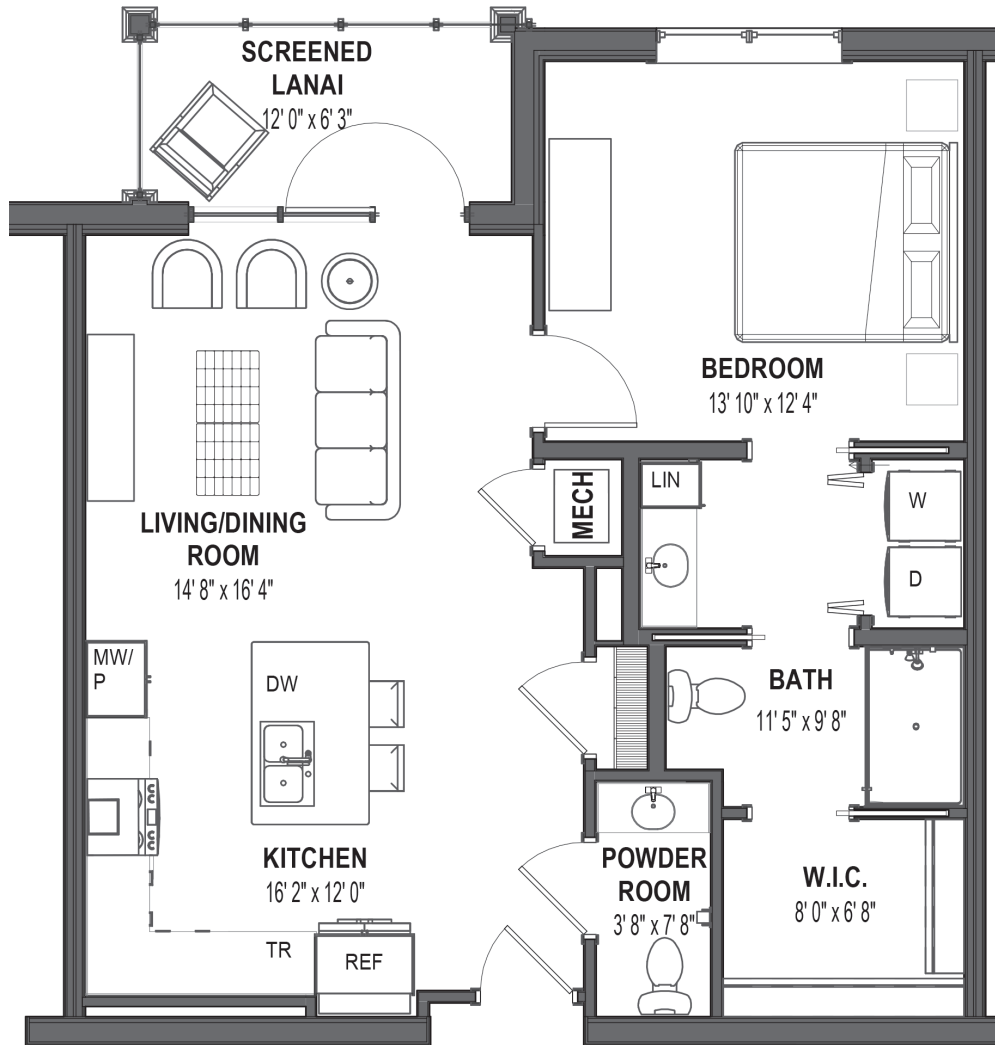 SCREENED
LANAI
12' 0" x 6' 3"
BEDROOM
13' 10" x 12' 4"
LIN
W
MECH
LIVING/DINING
ROOM
14' 8" x 16' 4"
D
MW/
P
DW
BATH
11' 5" x 9' 8"
KITCHEN
16' 2" x 12' 0"
POWDER
ROOM
3' 8" x 7' 8"
W.I.C.
8' 0" x 6' 8"
TR
REF